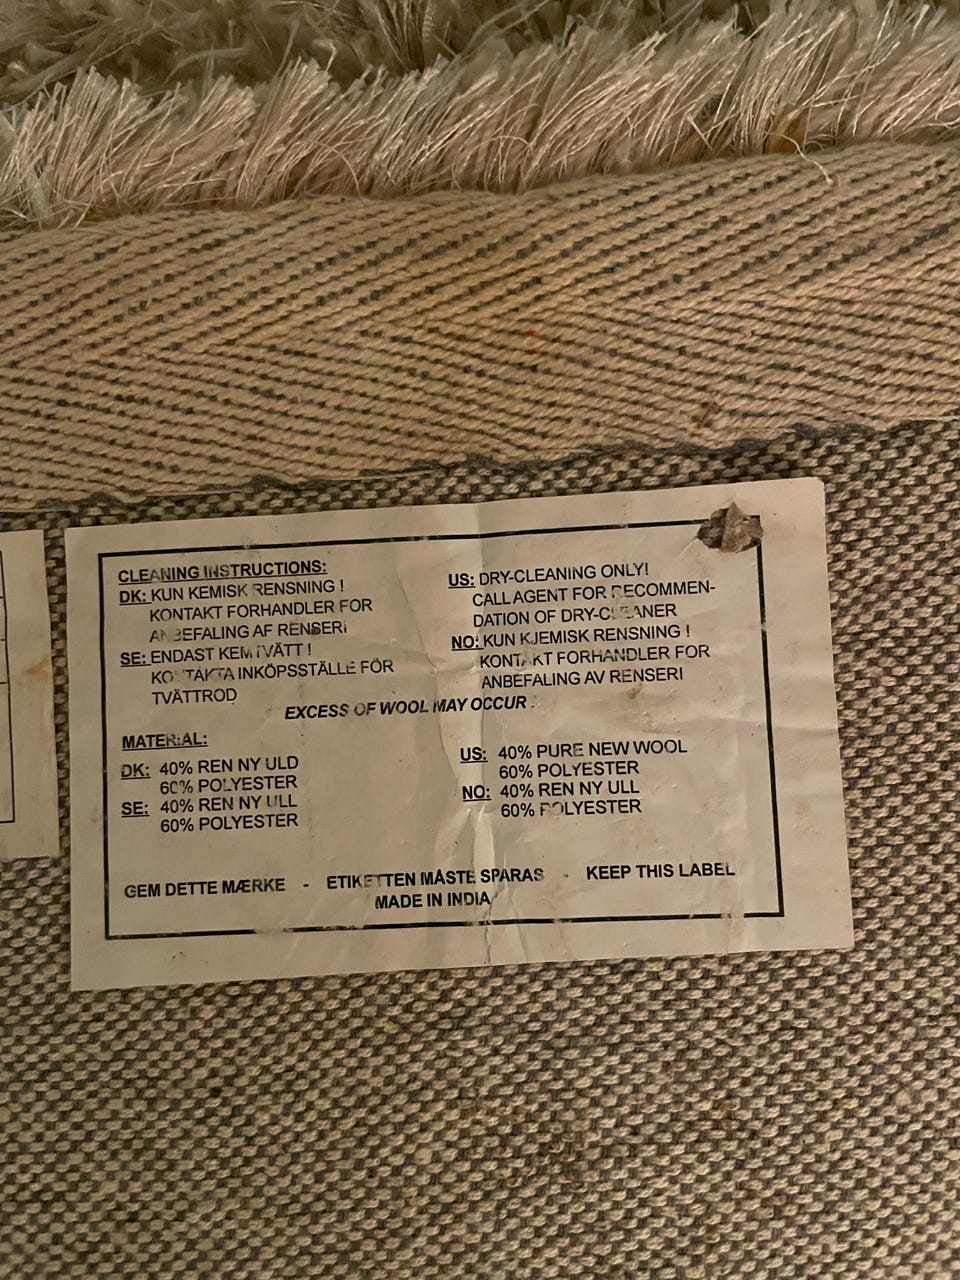 CLEANING INSTRUCTIONS:
DK: KUN KEMISK RENSNING !
KONTAKT FORHANDLER FOR
ANBEFALING AF RENSERI
SE: ENDAST KEMTVÄTT !
KONTAKTA INKÖPSSTÄLLE FÖR
TVÄTTROD
US: DRY-CLEANING ONLY!
CALL AGENT FOR RECOMMEN-
DATION OF DRY-CLEANER
NO: KUN KJEMISK RENSNING !
KONTAKT FORHANDLER FOR
ANBEFALING AV RENSERI
EXCESS OF WOOL MAY OCCUR .
MATERIAL:
DK: 40% REN NY ULD
60% POLYESTER
SE: 40% REN NY ULL
60% POLYESTER
US: 40% PURE NEW WOOL
60% POLYESTER
NO: 40% REN NY ULL
60% POLYESTER
GEM DETTE MÆRKE - ETIKETTEN MÅSTE SPARAS - KEEP THIS LABEL
MADE IN INDIA